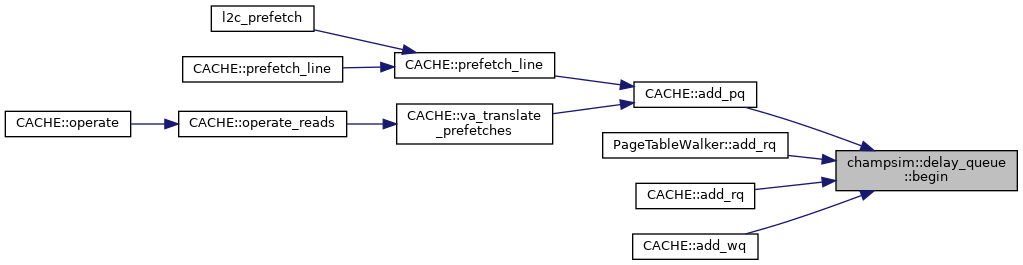 l2c_prefetch
CACHE::prefetch_line
CACHE::prefetch_line
CACHE::add_pq
CACHE::operate
CACHE::operate_reads
CACHE::va_translate
_prefetches
PageTableWalker::add_rq
champsim::delay_queue
::begin
CACHE::add_rq
CACHE::add_wq